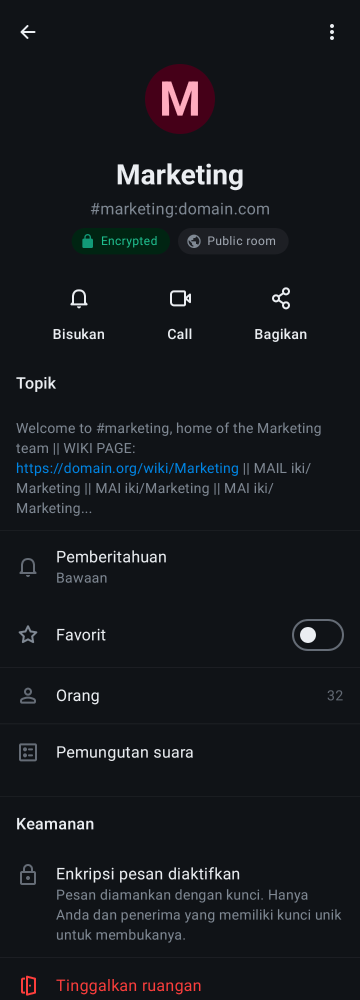 M
Marketing
#marketing:domain.com
Encrypted
Public room
Bisukan
Call
Bagikan
Topik
Welcome to #marketing, home of the Marketing
team || WIKI PAGE:
https://domain.org/wiki/Marketing || MAIL iki/
Marketing || MAI iki/Marketing || MAI iki/
Marketing...
Pemberitahuan
Bawaan
Favorit
Orang
32
Pemungutan suara
Keamanan
Enkripsi pesan diaktifkan
Pesan diamankan dengan kunci. Hanya
Anda dan penerima yang memiliki kunci unik
untuk membukanya.
Tinggalkan ruangan